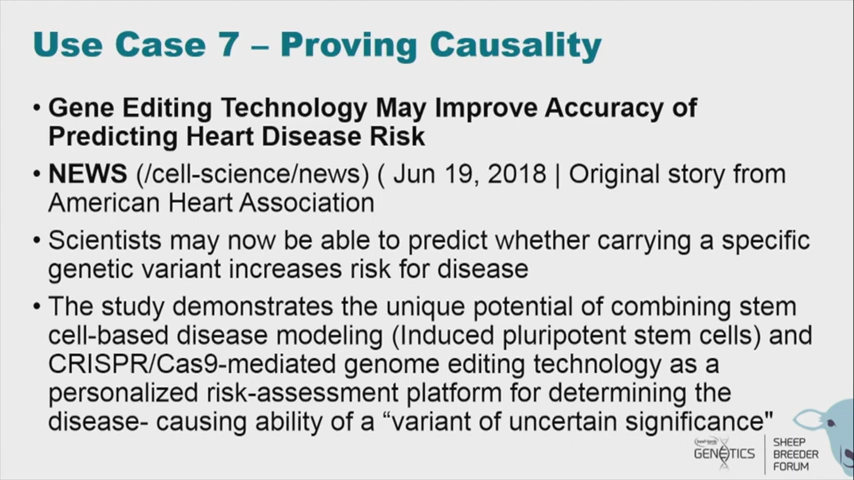 Use Case 7 – Proving Causality
• Gene Editing Technology May Improve Accuracy of
Predicting Heart Disease Risk
• NEWS (/cell-science/news) ( Jun 19, 2018 | Original story from
American Heart Association
• Scientists may now be able to predict whether carrying a specific
genetic variant increases risk for disease
• The study demonstrates the unique potential of combining stem
cell-based disease modeling (Induced pluripotent stem cells) and
CRISPR/Cas9-mediated genome editing technology as a
personalized risk-assessment platform for determining the
disease- causing ability of a “variant of uncertain significance"
GENETICS
SHEEP
BREEDER
FORUM